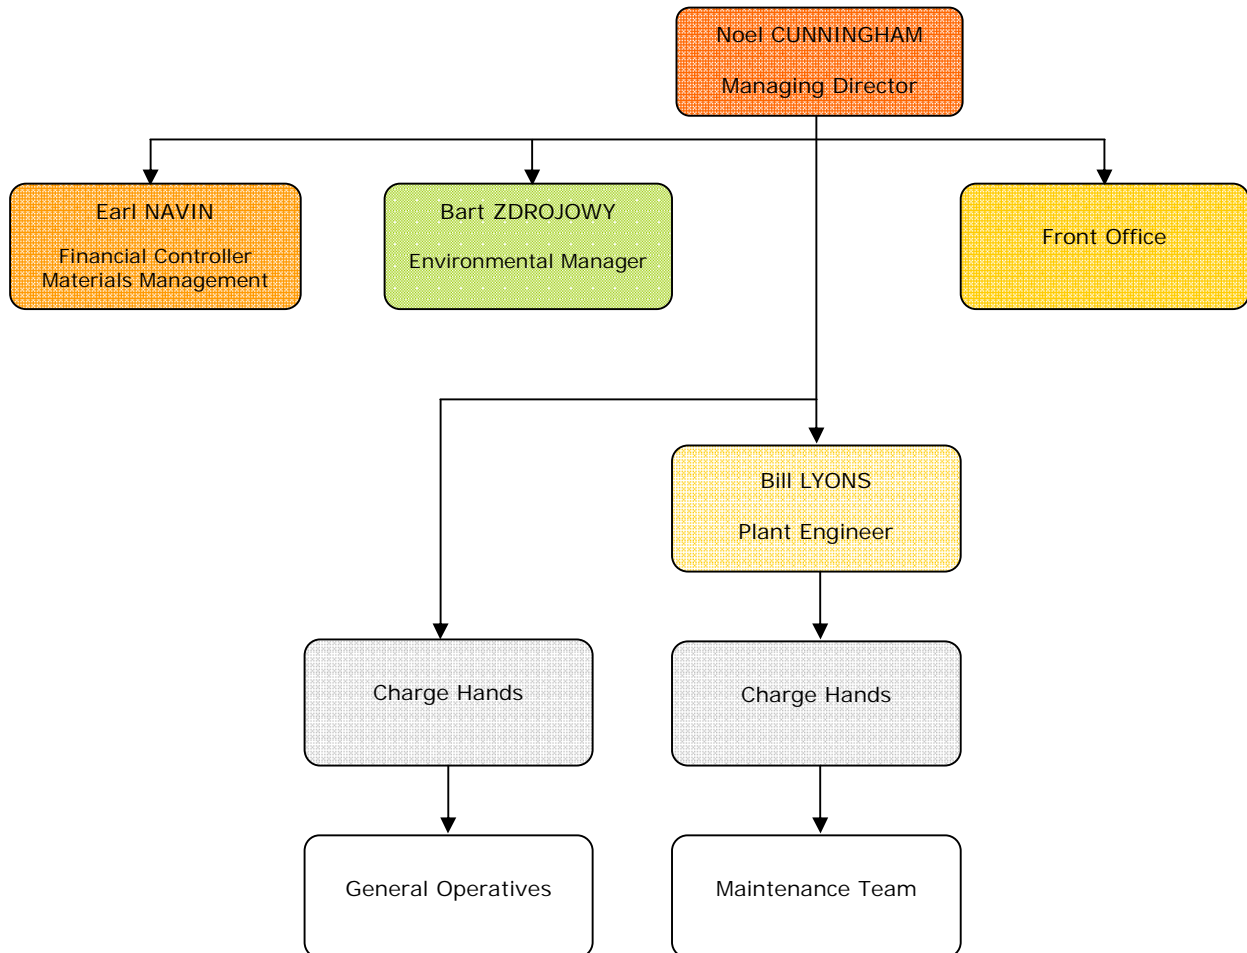 Noel CUNNINGHAM
Managing Director
Earl NAVIN
Financial Controller
Materials Management
Bart ZDROJOWY
Environmental Manager
Front Office
Bill LYONS
Plant Engineer
Charge Hands
Charge Hands
General Operatives
Maintenance Team